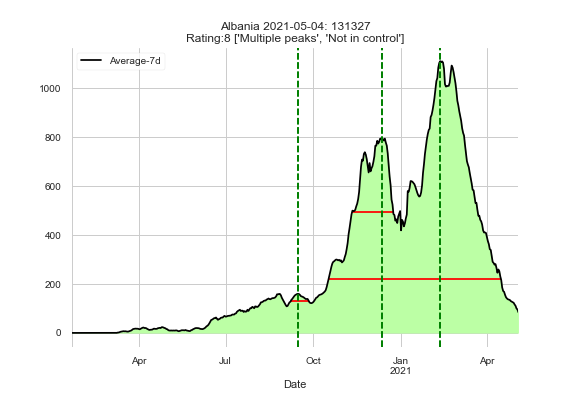 Albania 2021-05-04: 131327
Rating:8 ['Multiple peaks', 'Not in control']
Average-7d
1000
800
600
400
200
0
Apr
Jul
Oct
Jan
2021
Apr
Date